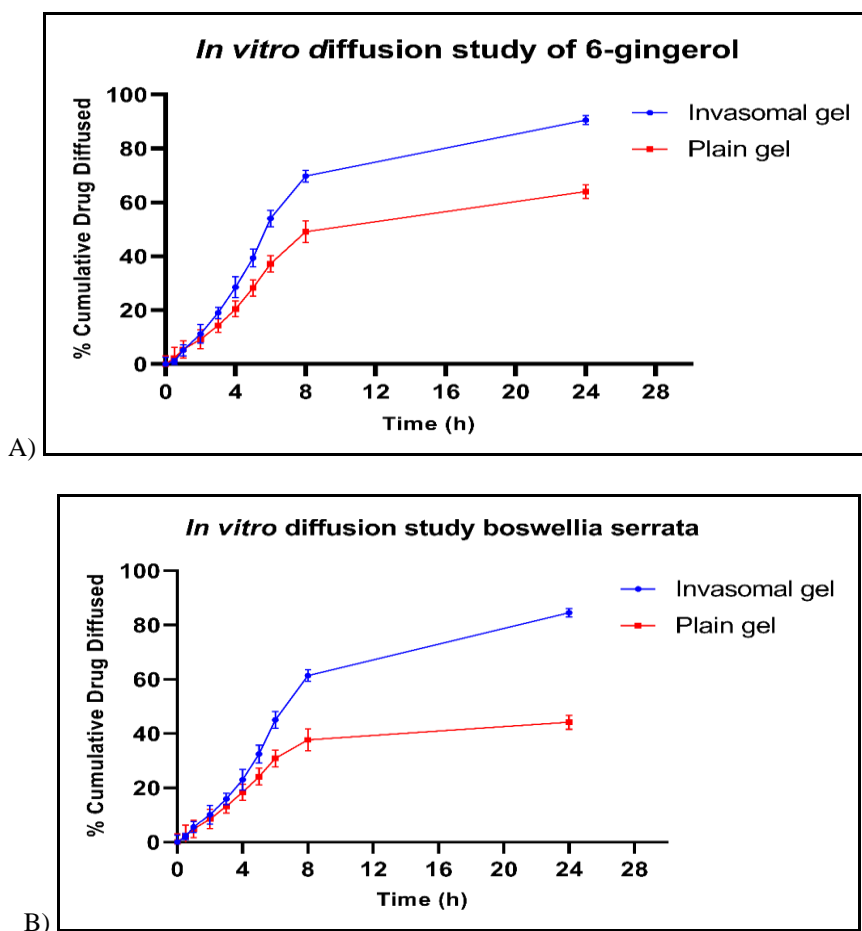 In vitro diffusion study of 6-gingerol
% Cumulative Drug Diffused
100
80
60
40
20
0
Invasomal gel
Plain gel
0 4 8 12 16 20 24 28
Time (h)
A)
In vitro diffusion study boswellia serrata
% Cumulative Drug Diffused
100
80
60
40
20
0
Invasomal gel
Plain gel
0 4 8 12 16 20 24 28
Time (h)
B)